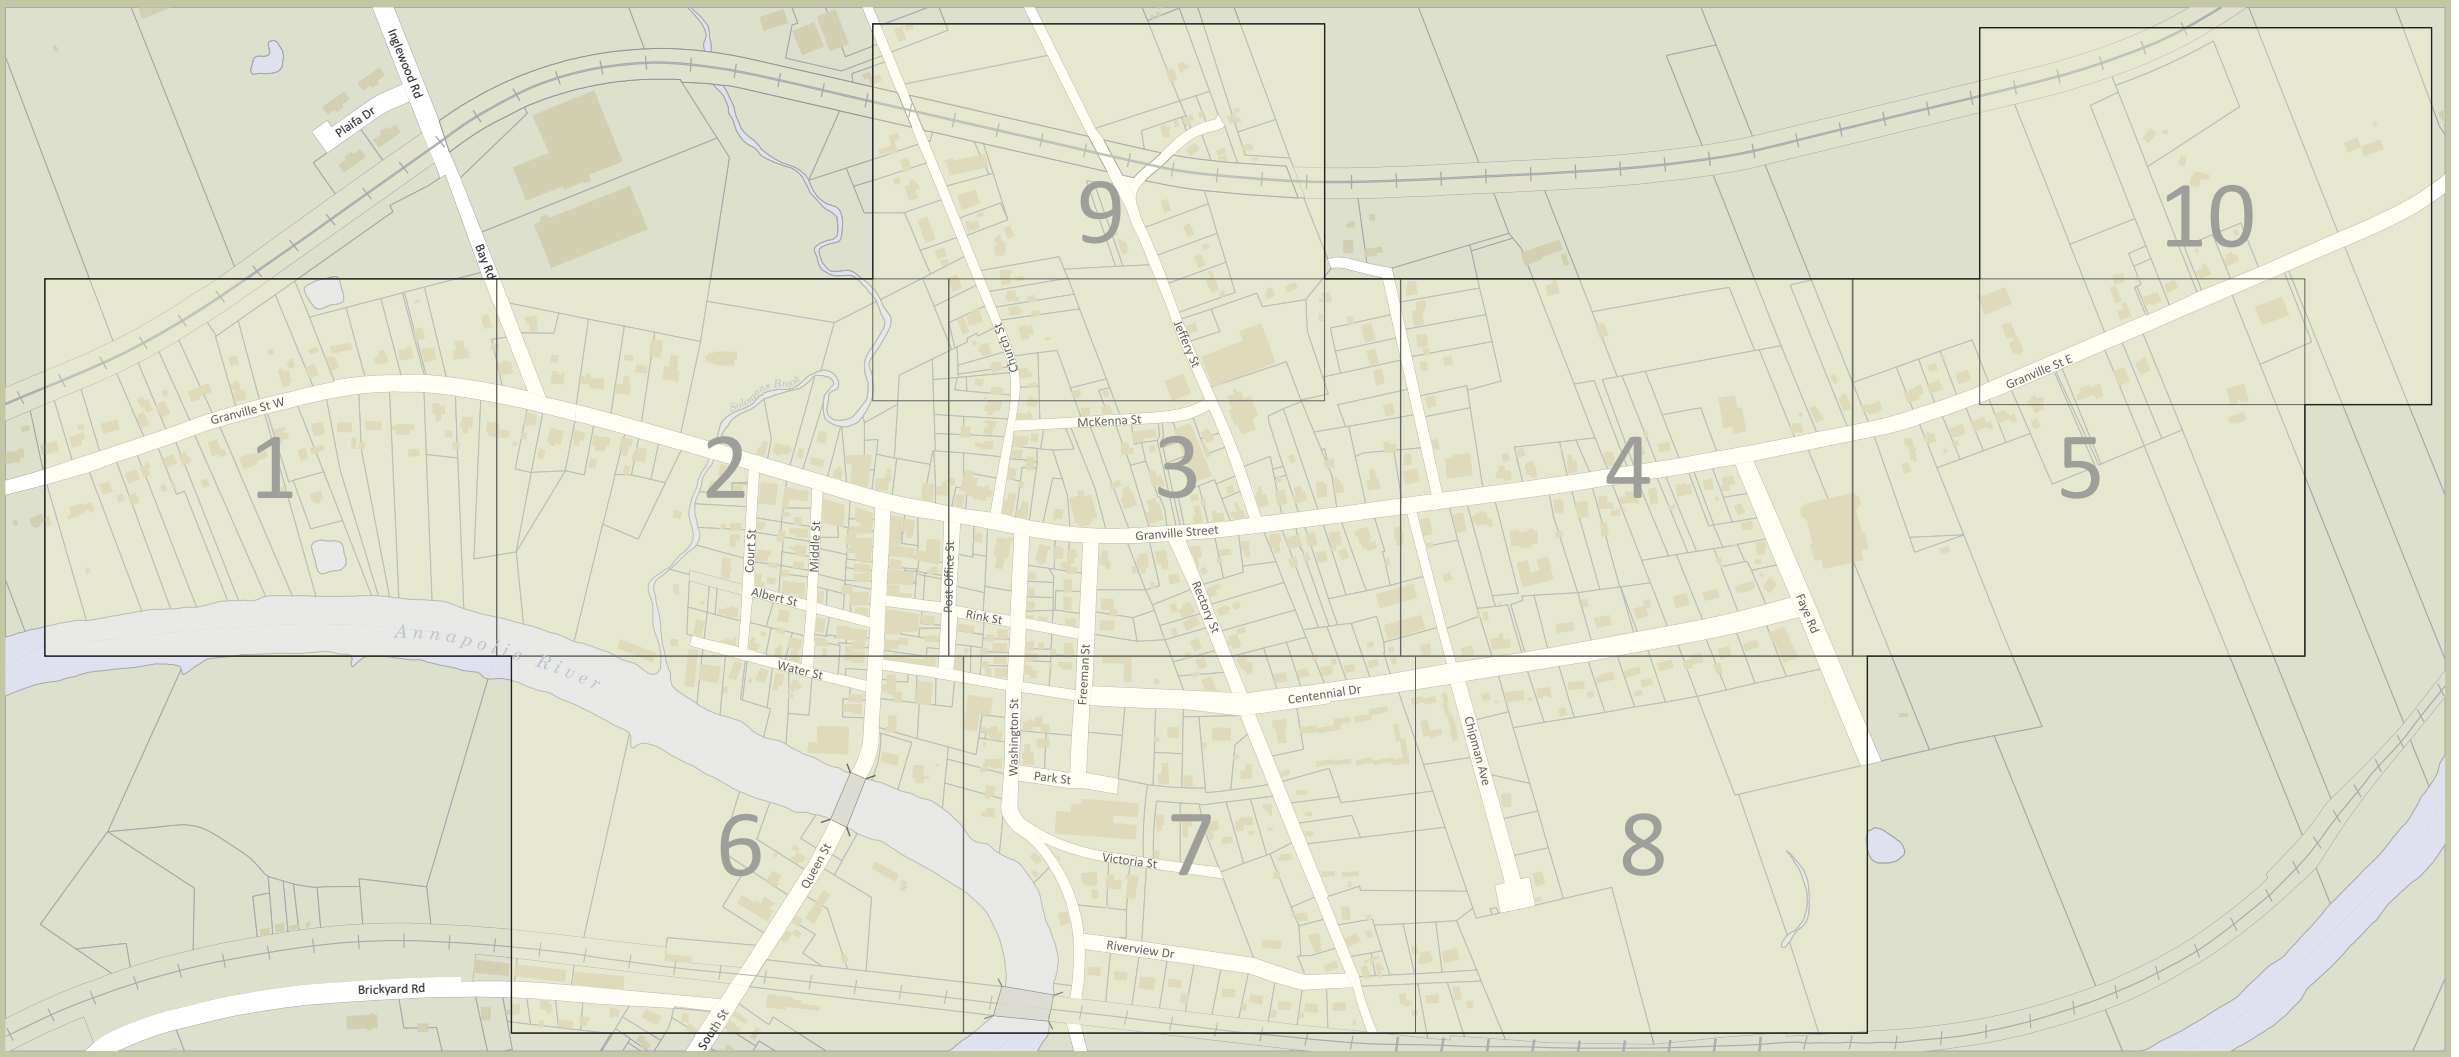 Inglewood Rd
Plaifa Dr
9
10
Bay Rd
Church St
Jeffery St
Granville St E
Solomons Brook
Granville St W
McKenna St
1
2
3
4
5
Granville Street
Court St
Middle St
Post Office St
Albert St
Rink St
Rectory St
Faye Rd
Annapolis River
Water St
Freeman St
Centennial Dr
Washington St
Chipman Ave
Park St
6
7
8
Queen St
Victoria St
Riverview Dr
Brickyard Rd
South St